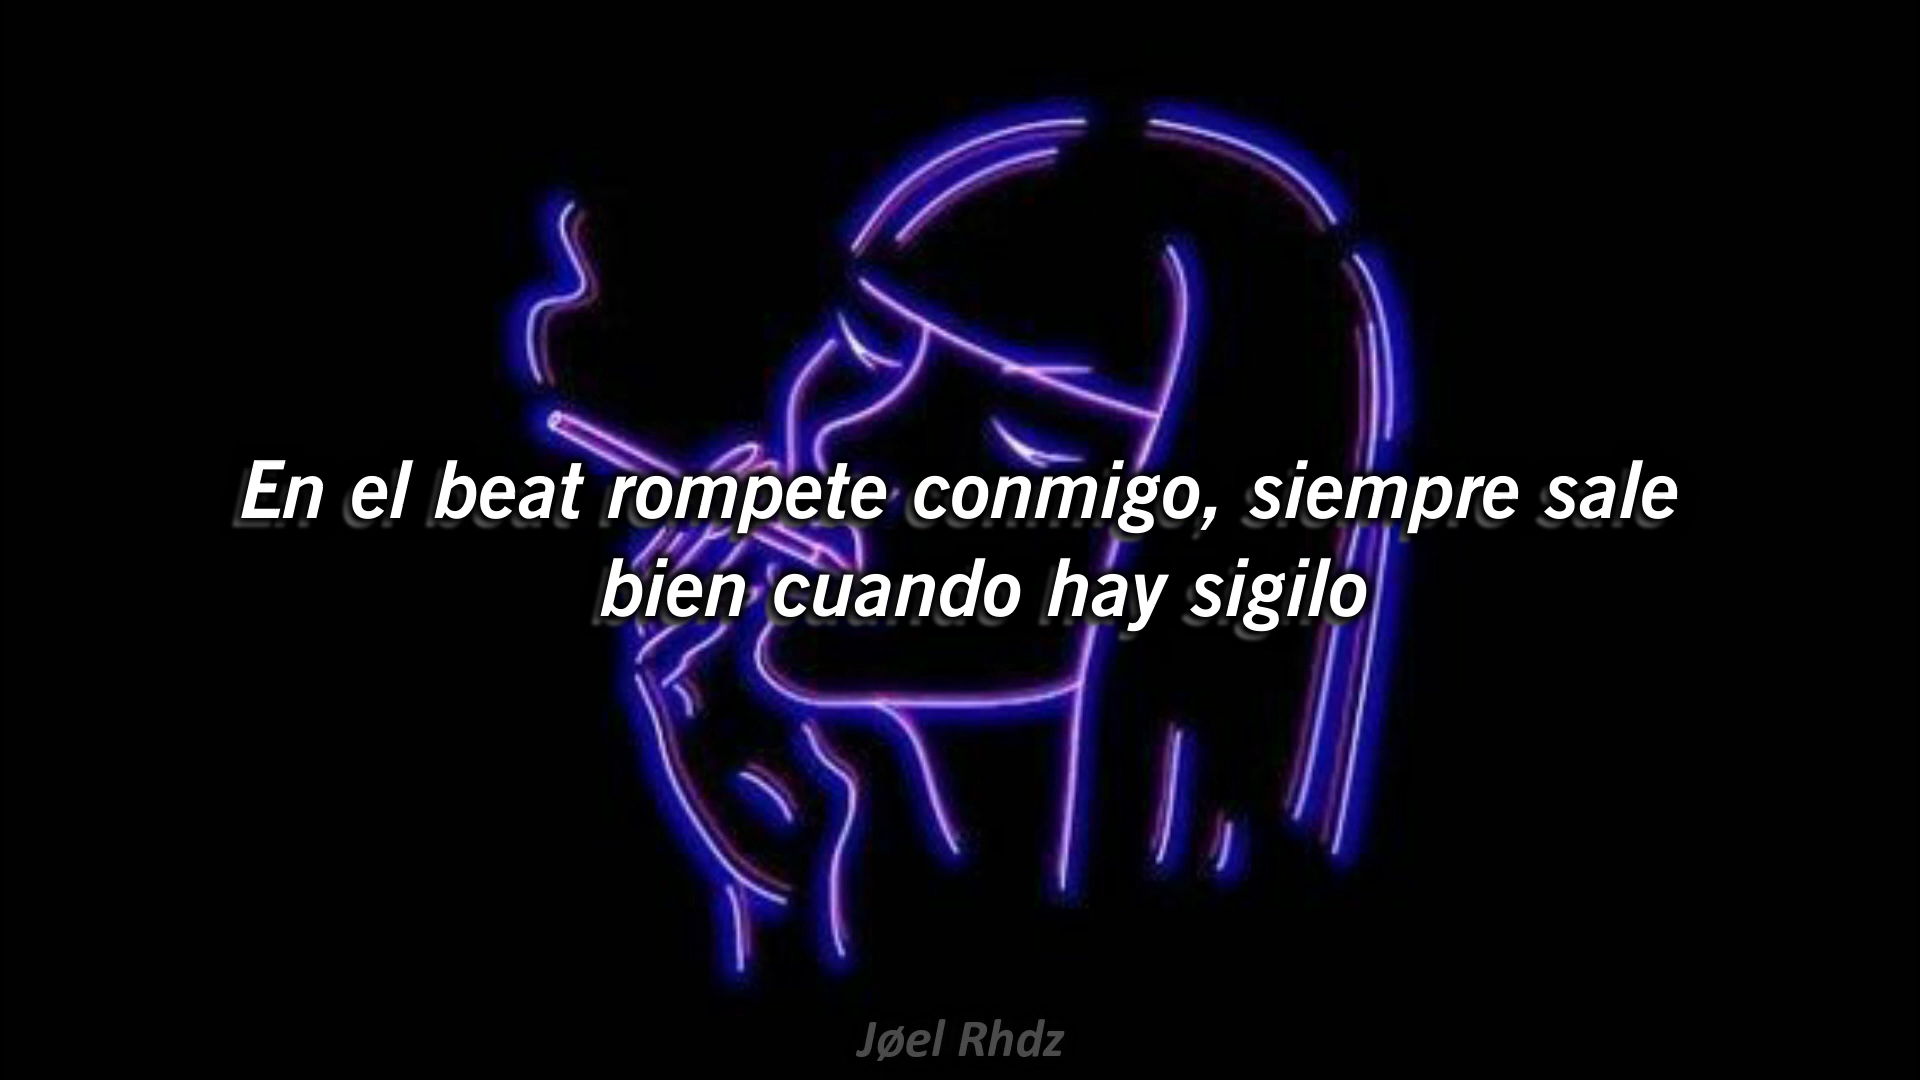 En el beat rompete conmigo, siempre sale
bien cuando hay sigilo
Jøel Rhdz